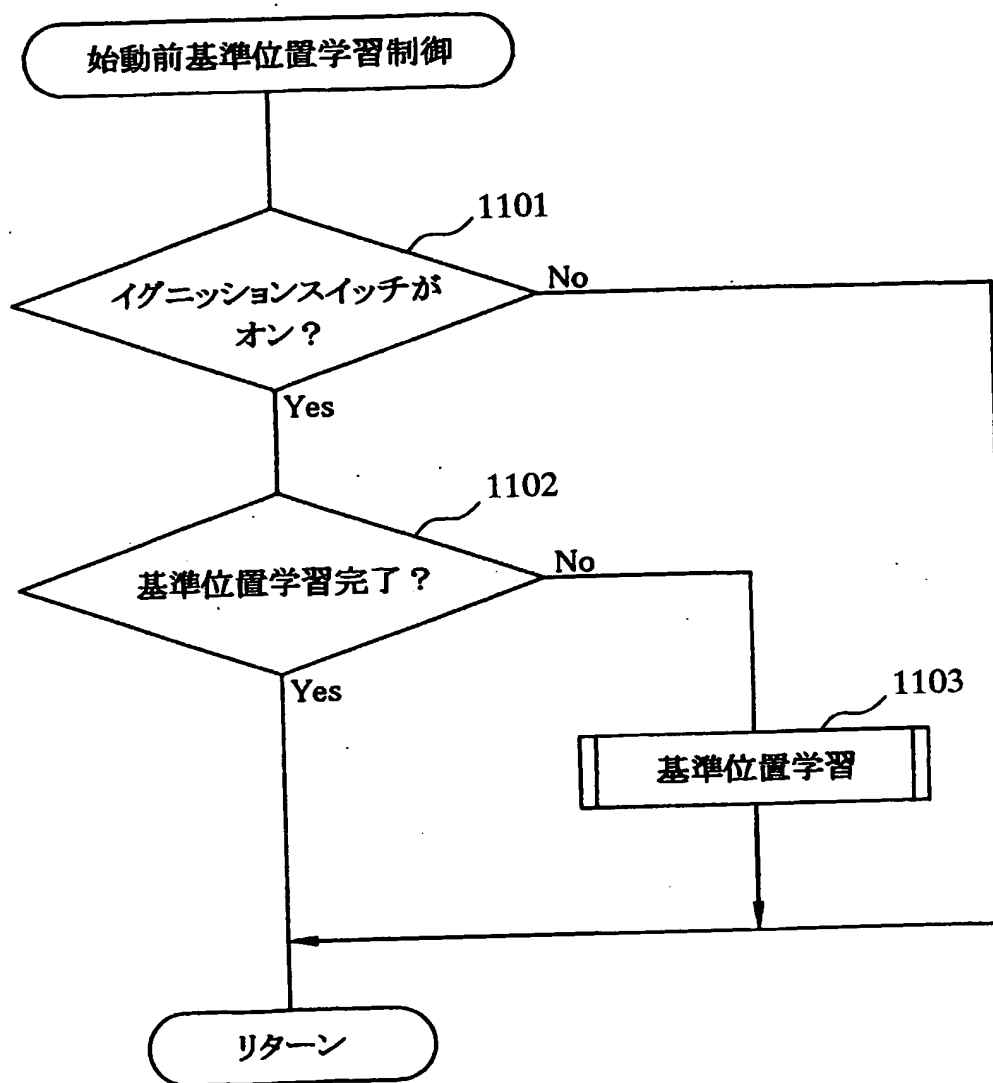 始動前基準位置学習制御
1101
イグニッションスイッチが
オン？
No
Yes
1102
基準位置学習完了？
No
Yes
1103
基準位置学習
リターン